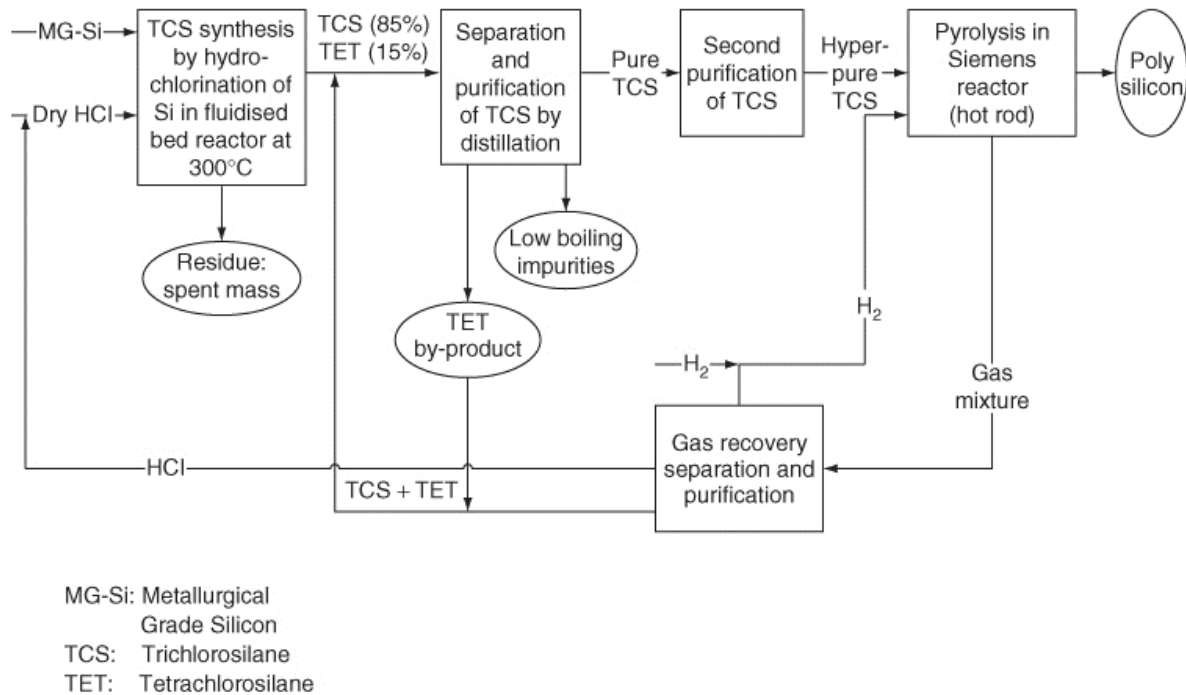 MG-Si
Dry HCl
TCS synthesis
by hydro-
chlorination of
Si in fluidised
bed reactor at
300°C
TCS (85%)
TET (15%)
Separation
and
purification
of TCS by
distillation
Pure
TCS
Second
purification
of TCS
Hyper-
pure
TCS
Pyrolysis in
Siemens
reactor
(hot rod)
Poly
silicon
Residue:
spent mass
Low boiling
impurities
TET
by-product
H2
H2
Gas
mixture
Gas recovery
separation and
purification
HCl
TCS + TET
MG-Si: Metallurgical
Grade Silicon
TCS: Trichlorosilane
TET: Tetrachlorosilane